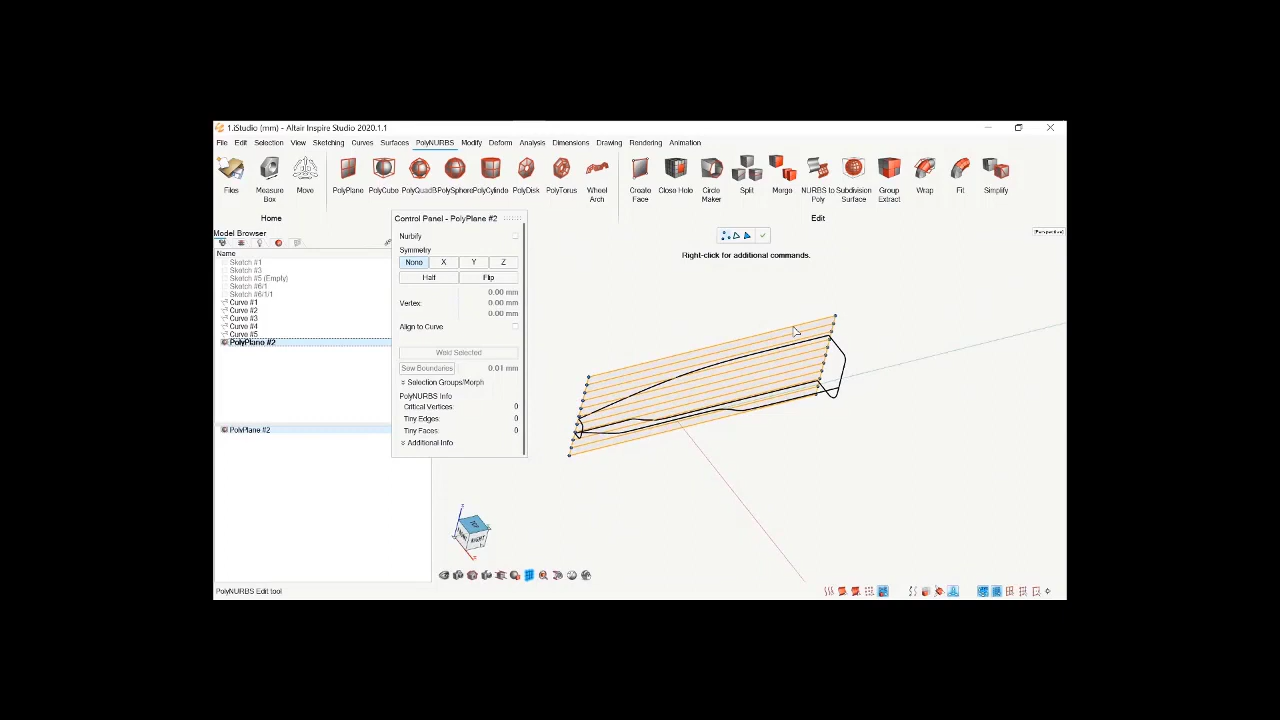 1.iStudio (mm) - Altair Inspire Studio 2020.1.1
File Edit Selection View Sketching Curves Surfaces PolyNURBS Modify Deform Analysis Dimensions Drawing Rendering Animation
Files Measure Box Move PolyPlane PolyCube PolyQuadB PolySphere PolyCylinde PolyDisk PolyTorus Wheel Arch Create Face Close Hole Circle Maker Split Merge NURBS to Poly Subdivision Surface Group Extract Wrap Fit Simplify
Home Edit
Model Browser
Name
Sketch #1
Sketch #3
Sketch #5 (Empty)
Sketch #6/1
Sketch #6/1/1
Curve #1
Curve #2
Curve #3
Curve #4
Curve #5
PolyPlane #2
PolyPlane #2
Control Panel - PolyPlane #2
Nurbify
Symmetry
None X Y Z
Half Flip
0.00 mm
Vertex: 0.00 mm
0.00 mm
Align to Curve
Weld Selected
Sew Boundaries 0.01 mm
Selection Groups/Morph
PolyNURBS Info
Critical Vertices 0
Tiny Edges: 0
Tiny Faces: 0
Additional Info
Right-click for additional commands.
[Perspective]
TOP
RIGHT
PolyNURBS Edit tool